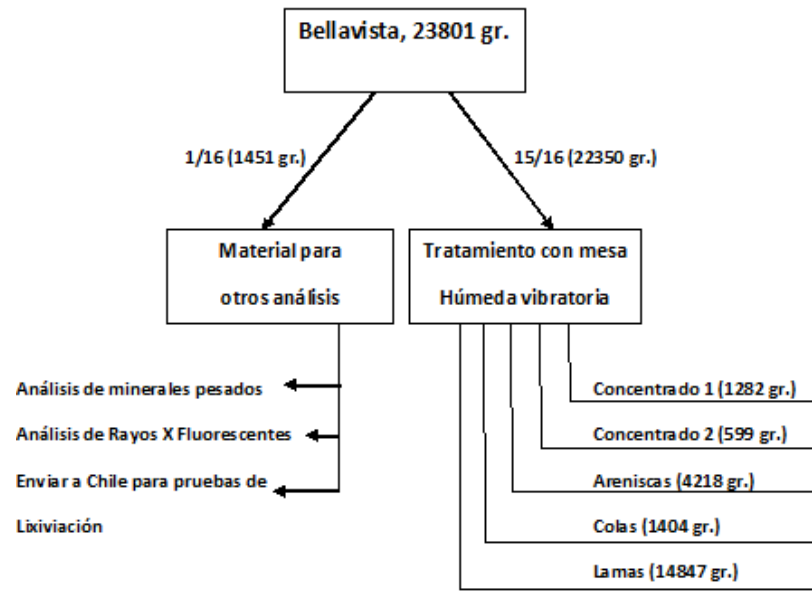 Bellavista, 23801 gr.
1/16 (1451 gr.)
15/16 (22350 gr.)
Material para
otros análisis
Tratamiento con mesa
Húmeda vibratoria
Análisis de minerales pesados
Análisis de Rayos X Fluorescentes
Enviar a Chile para pruebas de
Lixiviación
Concentrado 1 (1282 gr.)
Concentrado 2 (599 gr.)
Areniscas (4218 gr.)
Colas (1404 gr.)
Lamas (14847 gr.)